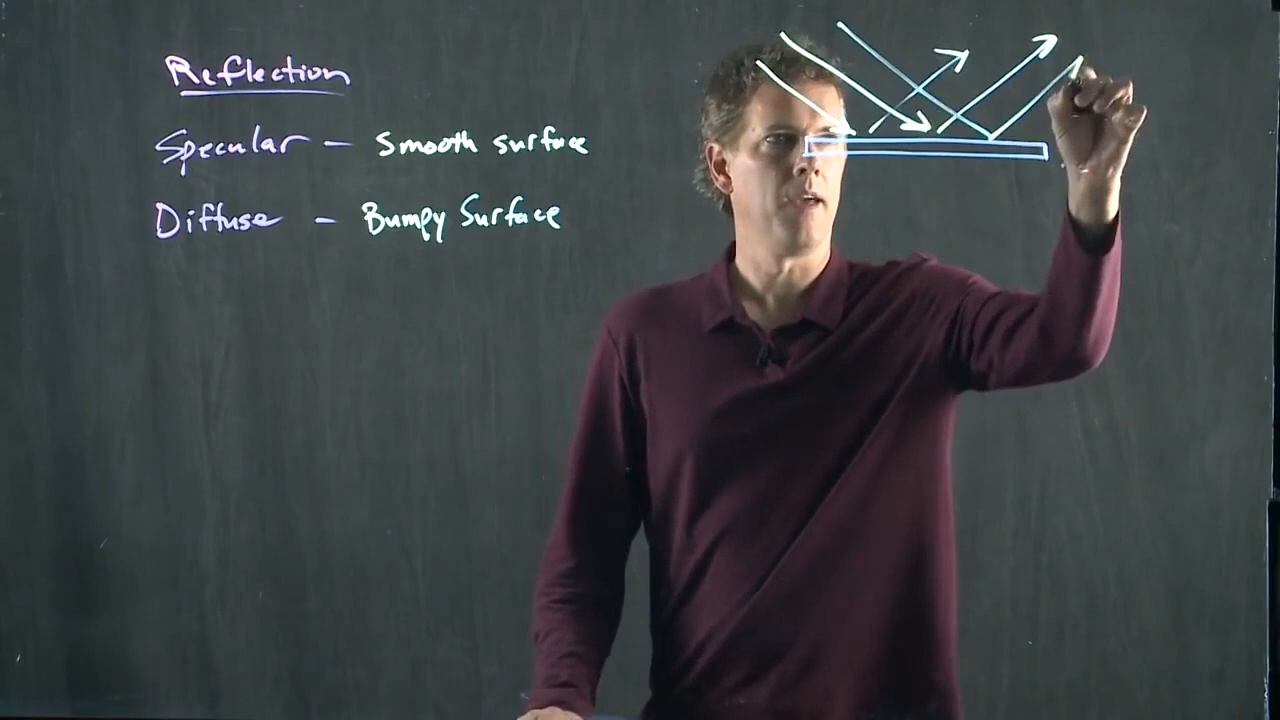 Reflection
Specular - Smooth surface
Diffuse - Bumpy Surface